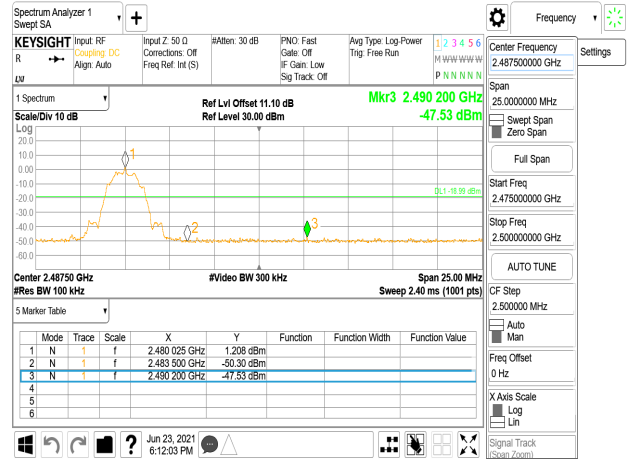 Spectrum Analyzer 1
Swept SA
Frequency
KEYSIGHT
R
Input: RF
Coupling: DC
Align: Auto
Input Z: 50 Ω
Corrections: Off
Freq Ref: Int (S)
#Atten: 30 dB
PNO: Fast
Gate: Off
IF Gain: Low
Sig Track: Off
Avg Type: Log-Power
Trig: Free Run
1 2 3 4 5 6
M W W W W W
P N N N N N
LXI
Center Frequency
2.487500000 GHz
Settings
1 Spectrum
Scale/Div 10 dB
Ref Lvl Offset 11.10 dB
Ref Level 30.00 dBm
Mkr3 2.490 200 GHz
-47.53 dBm
Log
20.0
10.0
0.00
-10.0
-20.0
-30.0
-40.0
-50.0
-60.0
1
2
3
DL1 -18.99 dBm
Center 2.48750 GHz
#Res BW 100 kHz
#Video BW 300 kHz
Span 25.00 MHz
Sweep 2.40 ms (1001 pts)
Span
25.0000000 MHz
Swept Span
Zero Span
Full Span
Start Freq
2.475000000 GHz
Stop Freq
2.500000000 GHz
AUTO TUNE
CF Step
2.500000 MHz
Auto
Man
Freq Offset
0 Hz
X Axis Scale
Log
Lin
Signal Track
(Span Zoom)
5 Marker Table
Mode Trace Scale X Y Function Function Width Function Value
1 N 1 f 2.480 025 GHz 1.208 dBm
2 N 1 f 2.483 500 GHz -50.30 dBm
3 N 1 f 2.490 200 GHz -47.53 dBm
4
5
6
?
Jun 23, 2021
6:12:03 PM